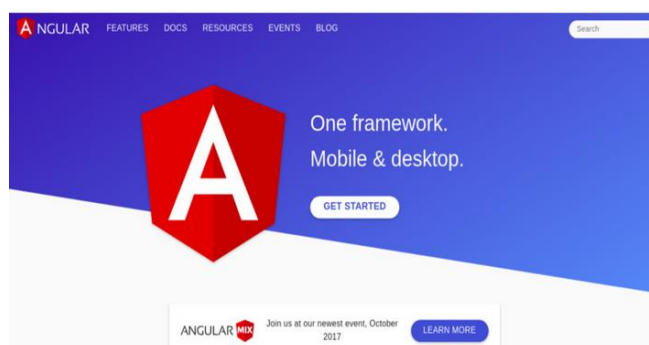 ANGULAR FEATURES DOCS RESOURCES EVENTS BLOG Search
A
One framework.
Mobile & desktop.
GET STARTED
ANGULAR MIX
Join us at our newest event, October
2017
LEARN MORE